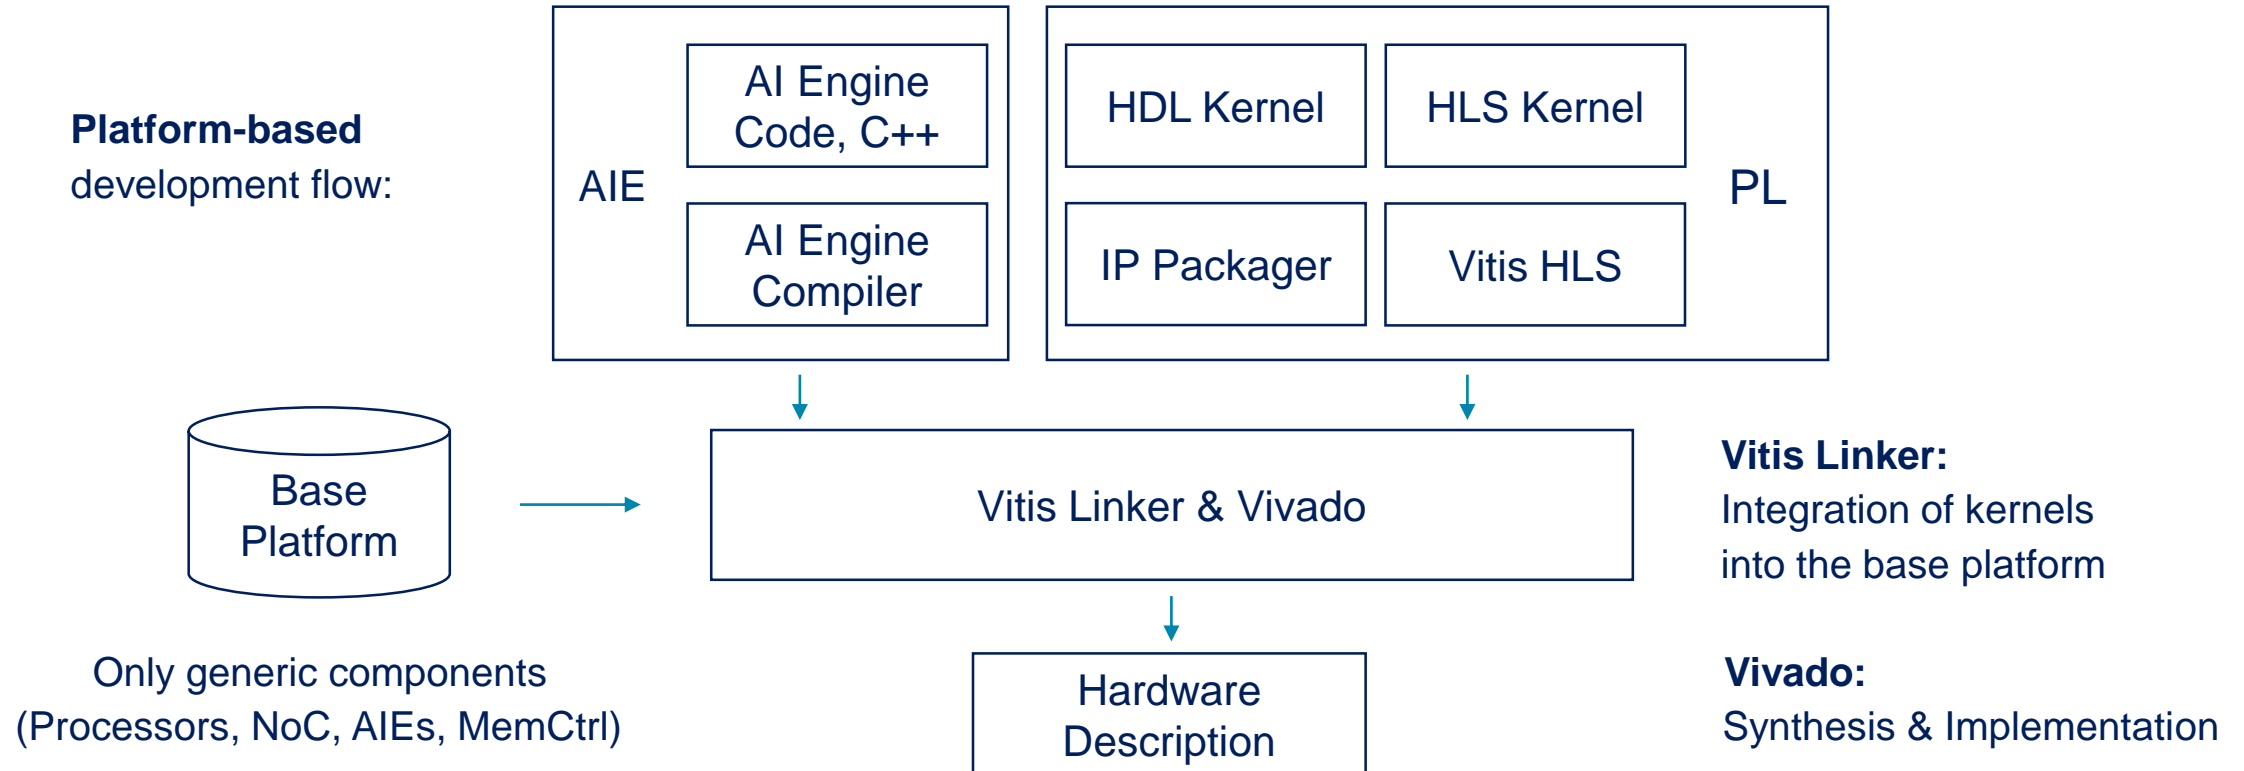 Platform-based
development flow:
AIE
AI Engine
Code, C++
AI Engine
Compiler
HDL Kernel
HLS Kernel
IP Packager
Vitis HLS
PL
Base
Platform
Only generic components
(Processors, NoC, AIEs, MemCtrl)
Vitis Linker & Vivado
Hardware
Description
Vitis Linker:
Integration of kernels
into the base platform
Vivado:
Synthesis & Implementation